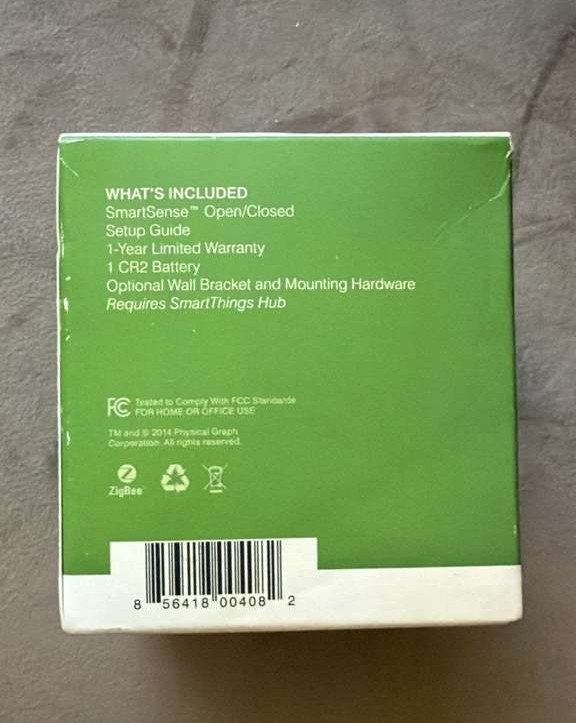 WHAT'S INCLUDED
SmartSense™ Open/Closed
Setup Guide
1-Year Limited Warranty
1 CR2 Battery
Optional Wall Bracket and Mounting Hardware
Requires SmartThings Hub
FC Tested to Comply With FCC Standards
FOR HOME OR OFFICE USE
TM and © 2014 Physical Graph
Corporation. All rights reserved.
ZigBee
8 56418 00408 2